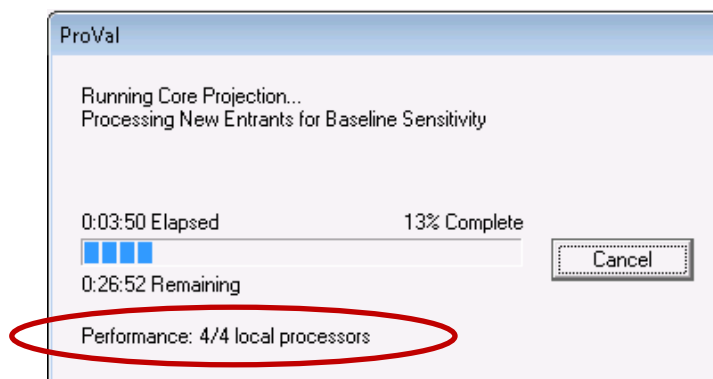 ProVal
Running Core Projection...
Processing New Entrants for Baseline Sensitivity
0:03:50 Elapsed 13% Complete
Cancel
0:26:52 Remaining
Performance: 4/4 local processors